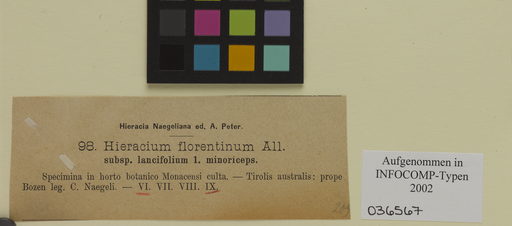 Hieracia Naegeliana ed. A. Peter.
98. Hieracium florentinum All.
subsp. lancifolium 1. minoriceps.
Specimina in horto botanico Monacensi culta. — Tirolis australis: prope
Bozen leg. C. Naegeli. — VI. VII. VIII. IX.
Aufgenommen in
INFOCOMP-Typen
2002
036567